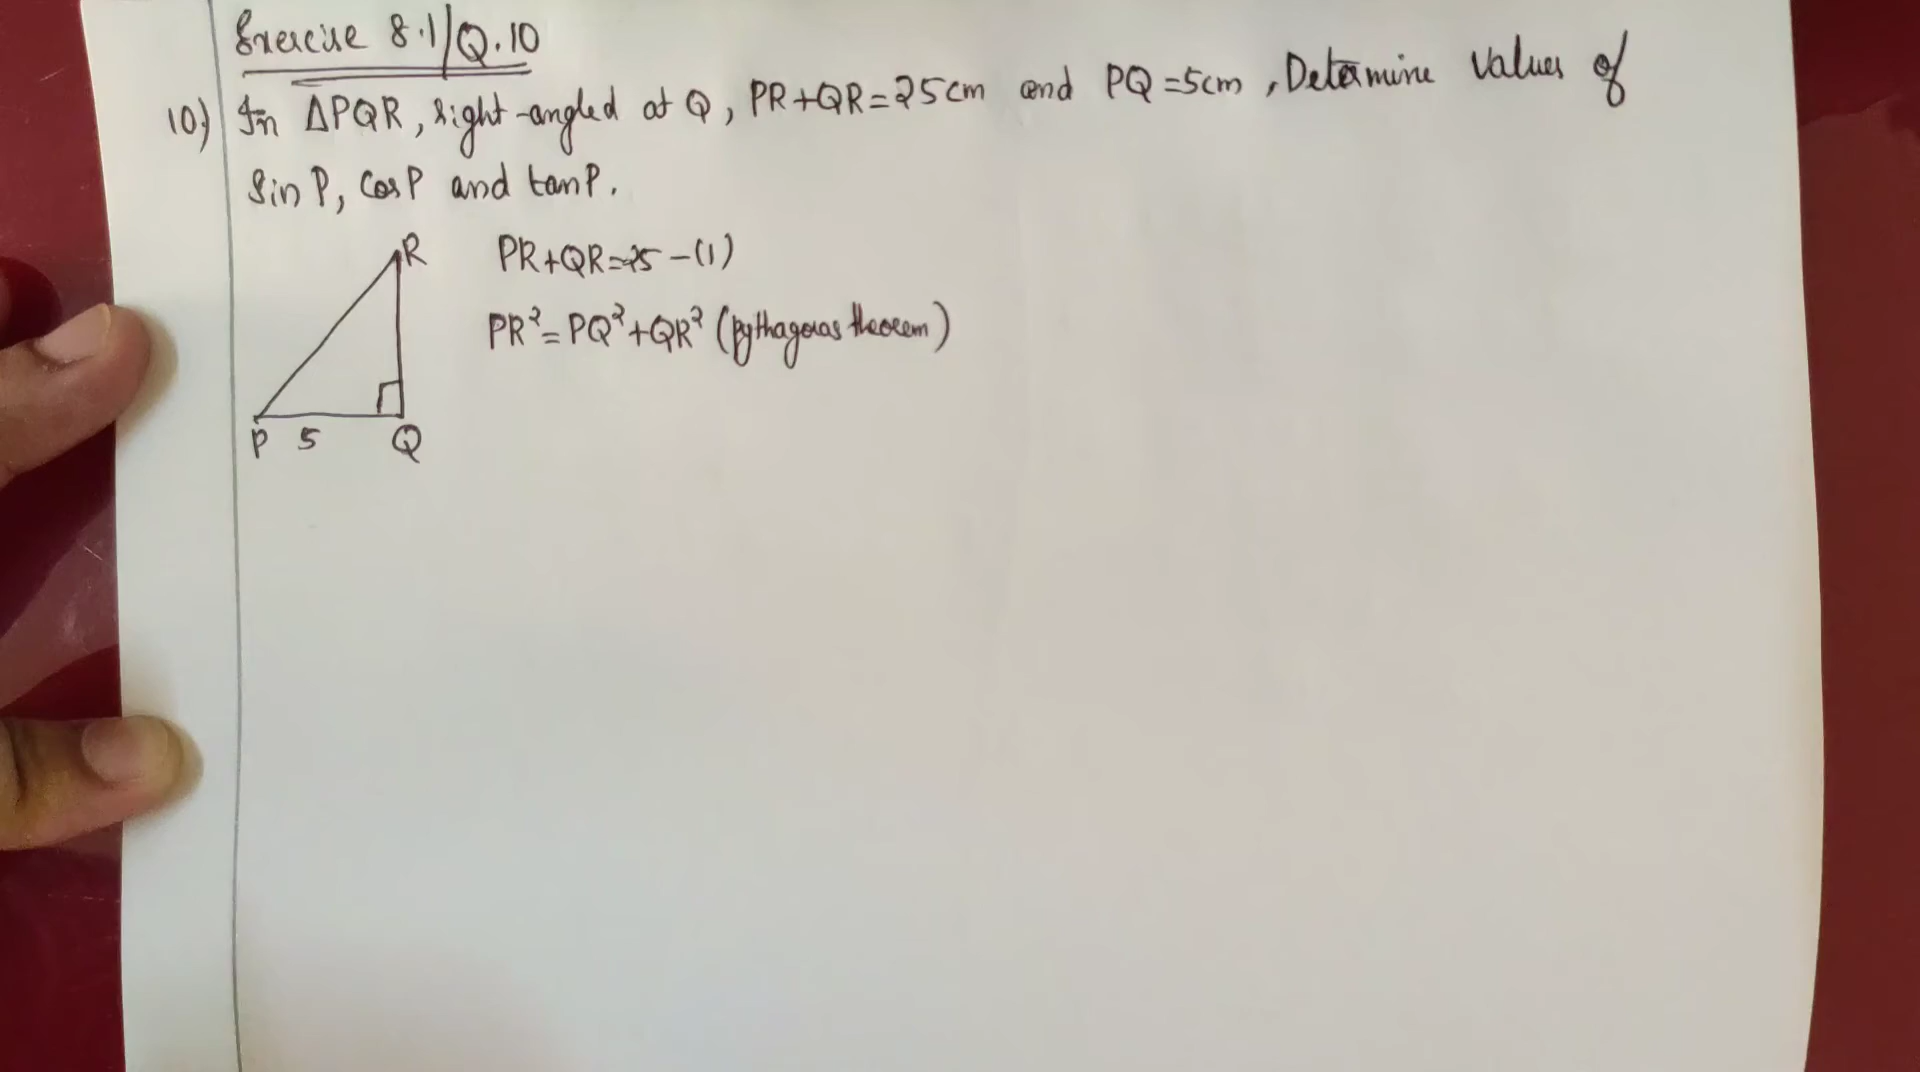 Exercise 8.1/Q.10
10) In ΔPQR, right-angled at Q, PR+QR=25cm and PQ=5cm, Determine Values of
Sin P, Cos P and tan P.
R
PR+QR=25-(1)
PR²=PQ²+QR² (pythagoras theorem)
P 5 Q